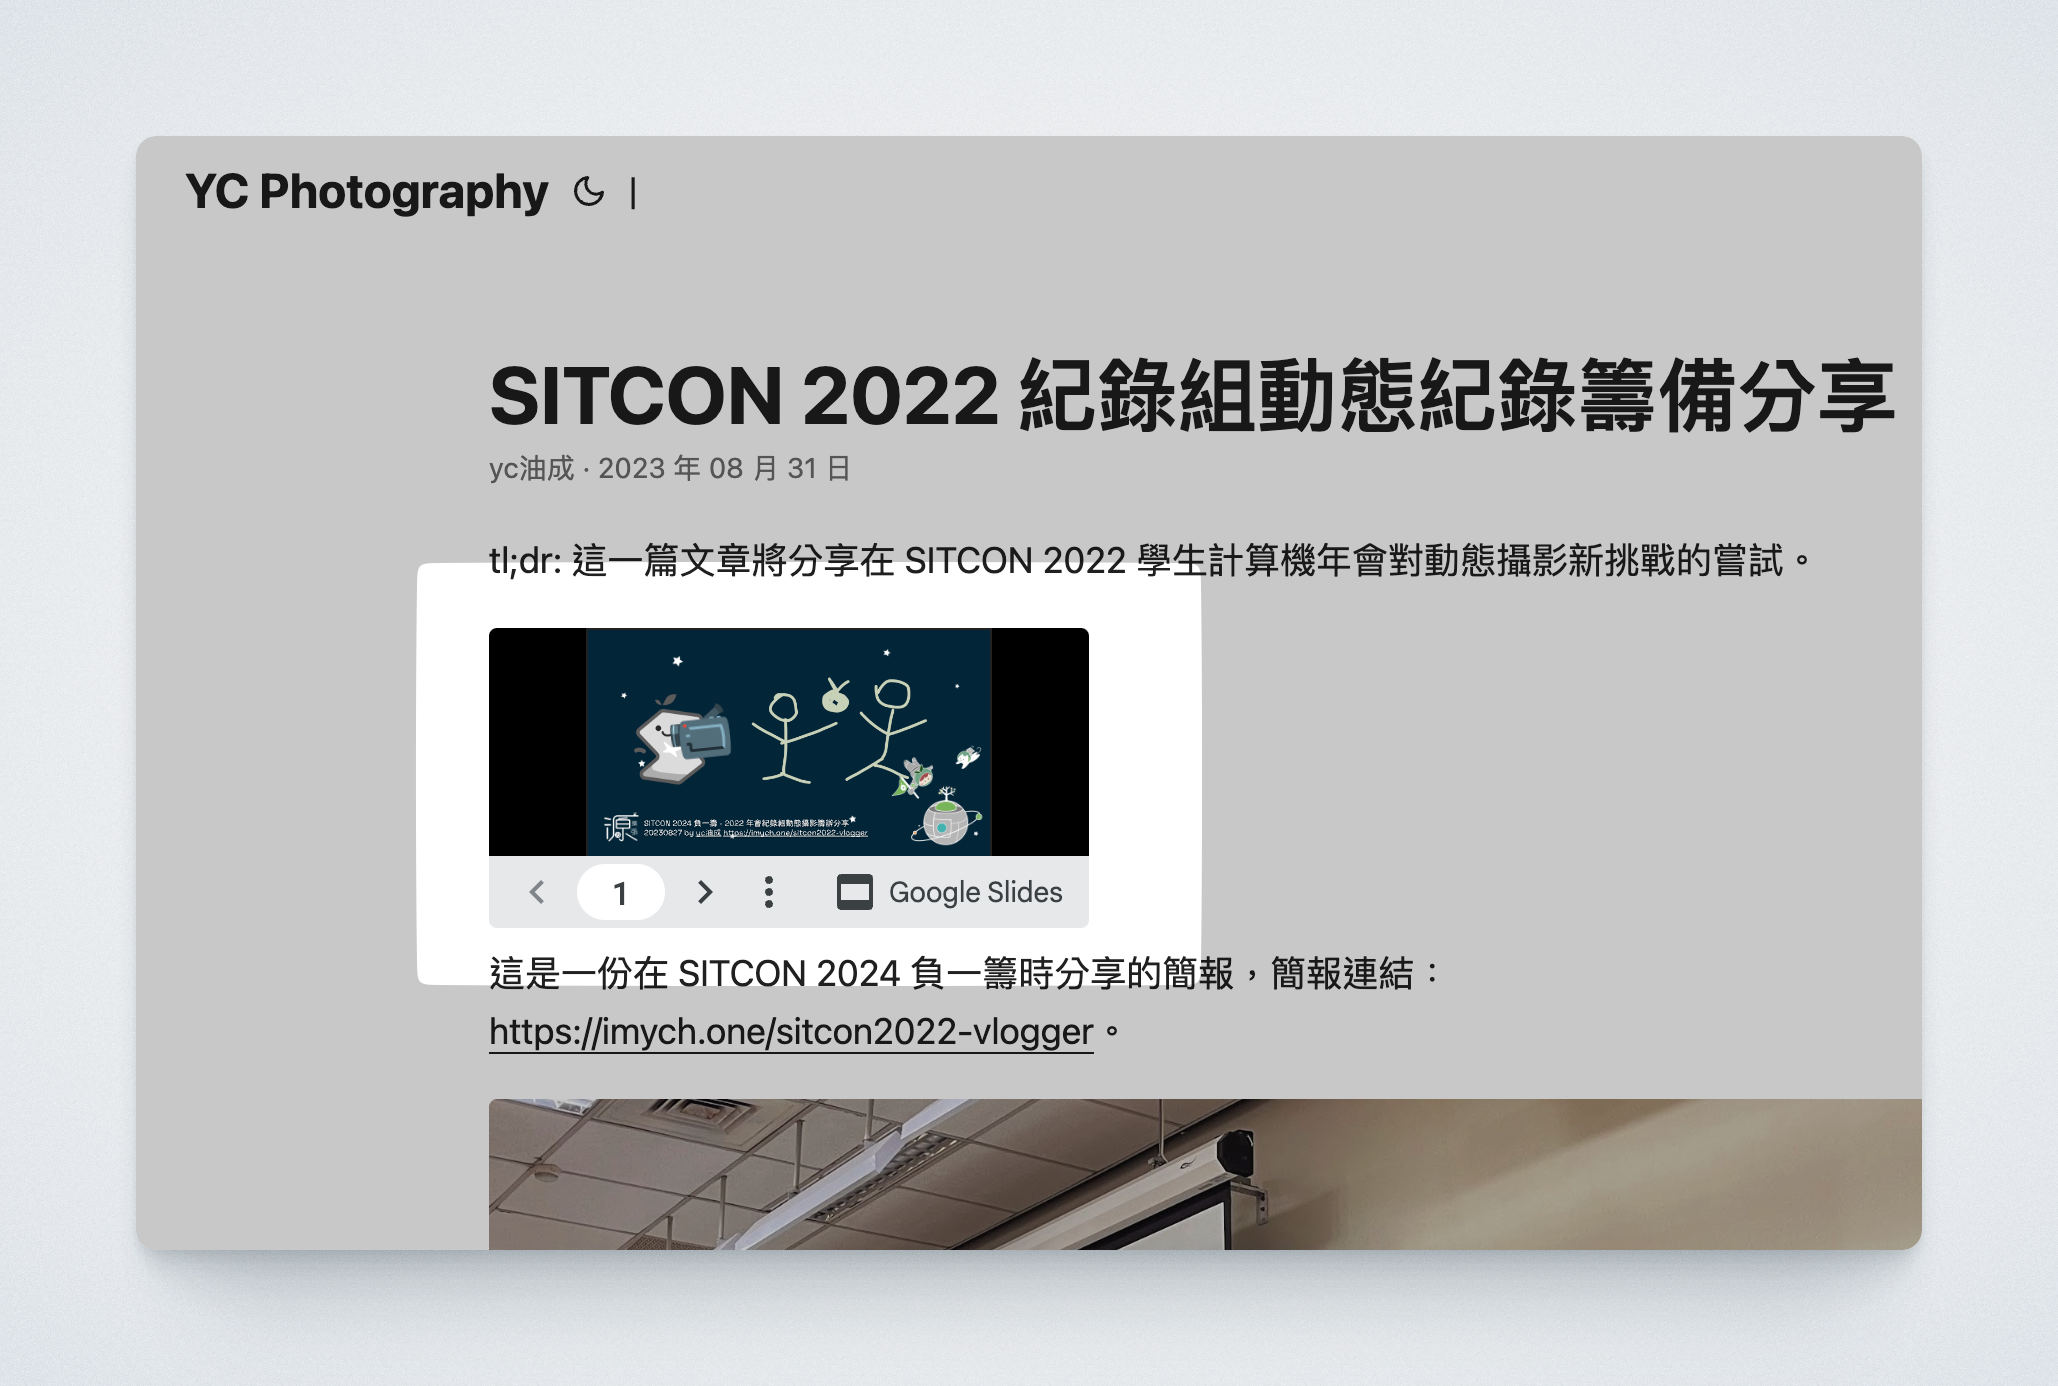 YC Photography |
SITCON 2022 紀錄組動態紀錄籌備分享
yc油成 · 2023 年 08 月 31 日
tl;dr: 這一篇文章將分享在 SITCON 2022 學生計算機年會對動態攝影新挑戰的嘗試。
源
SITCON 2024 負一籌 - 2022 年會紀錄組動態攝影籌辦分享
20230827 by yc油成 https://imych.one/sitcon2022-vlogger
1
Google Slides
這是一份在 SITCON 2024 負一籌時分享的簡報，簡報連結：
https://imych.one/sitcon2022-vlogger。